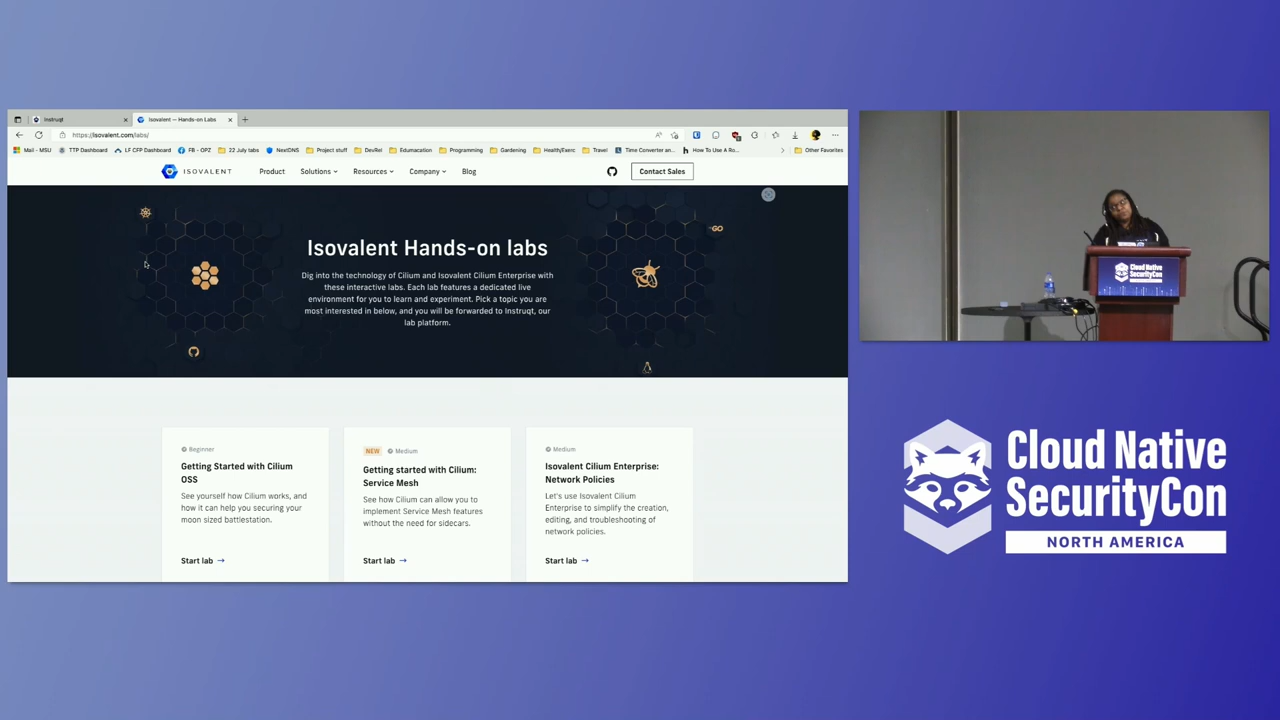 Instruqt
Isovalent — Hands-on Labs
https://isovalent.com/labs/
Mail - MSU
TTP Dashboard
LF CFP Dashboard
FB - OPZ
22 July tabs
NextDNS
Project stuff
DevRel
Edumacation
Programming
Gardening
Health/Exerc
Travel
Time Converter an...
How To Use A Ro...
Other Favorites
ISOVALENT
Product
Solutions
Resources
Company
Blog
Contact Sales
GO
Isovalent Hands-on labs
Dig into the technology of Cilium and Isovalent Cilium Enterprise with
these interactive labs. Each lab features a dedicated live
environment for you to learn and experiment. Pick a topic you are
most interested in below, and you will be forwarded to Instruqt, our
lab platform.
Beginner
Getting Started with Cilium
OSS
See yourself how Cilium works, and
how it can help you securing your
moon sized battlestation.
Start lab →
NEW Medium
Getting started with Cilium:
Service Mesh
See how Cilium can allow you to
implement Service Mesh features
without the need for sidecars.
Start lab →
Medium
Isovalent Cilium Enterprise:
Network Policies
Let's use Isovalent Cilium
Enterprise to simplify the creation,
editing, and troubleshooting of
network policies.
Start lab →
Cloud Native
SecurityCon
Cloud Native
SecurityCon
NORTH AMERICA